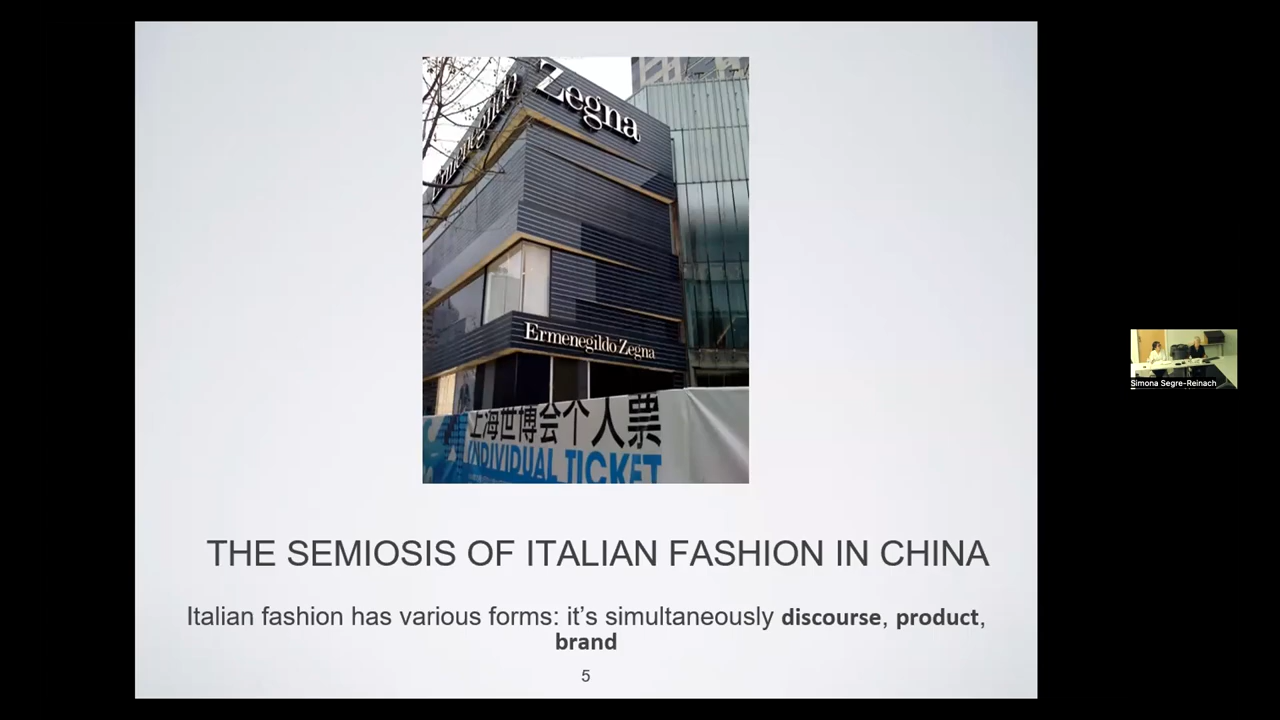 Ermenegildo
Zegna
Ermenegildo Zegna
上海世博会个人票
INDIVIDUAL TICKET
Simona Segre-Reinach
THE SEMIOSIS OF ITALIAN FASHION IN CHINA
Italian fashion has various forms: it’s simultaneously discourse, product,
brand
5